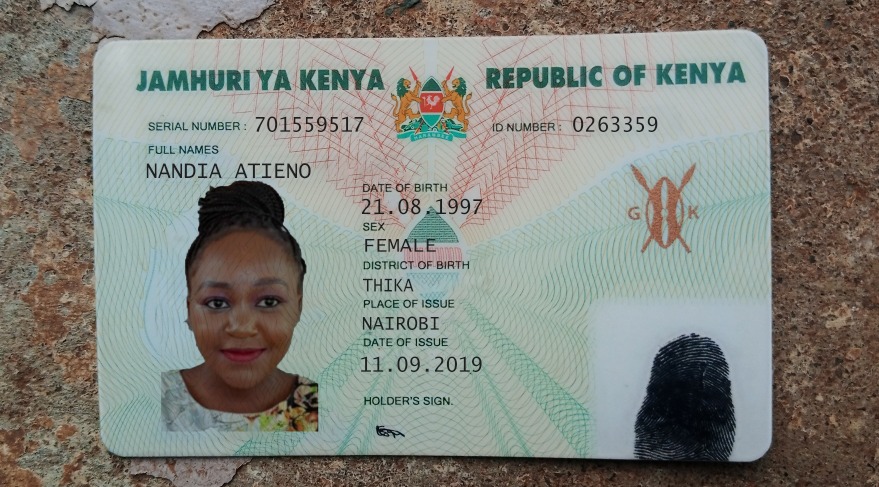 JAMHURI YA KENYA REPUBLIC OF KENYA
SERIAL NUMBER : 701559517 ID NUMBER : 0263359
FULL NAMES
NANDIA ATIENO
DATE OF BIRTH
21.08.1997
SEX
FEMALE
G K
DISTRICT OF BIRTH
THIKA
PLACE OF ISSUE
NAIROBI
DATE OF ISSUE
11.09.2019
HOLDER'S SIGN.